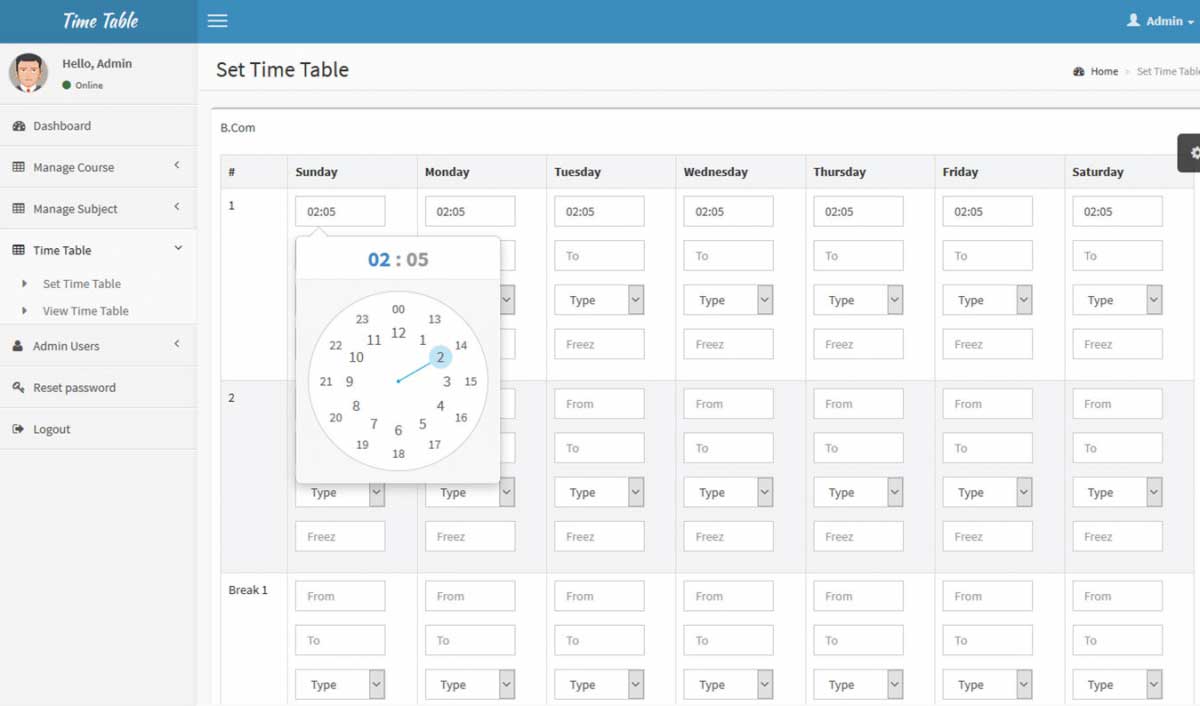 Time Table
Admin
Hello, Admin
Online
Set Time Table
Home > Set Time Table
Dashboard
Manage Course
Manage Subject
Time Table
Set Time Table
View Time Table
Admin Users
Reset password
Logout
B.Com
# Sunday Monday Tuesday Wednesday Thursday Friday Saturday
1 02:05 02:05 02:05 02:05 02:05 02:05 02:05
To To To To To
Type Type Type Type Type
Freez Freez Freez Freez Freez
02 : 05
00
23 13
12
11 1
22 14
10 2
21 9 3 15
8 4
20 16
7 5
6
19 17
18
2 From From From From From
To To To To To
Type Type Type Type Type Type Type
Freez Freez Freez Freez Freez Freez Freez
Break 1 From From From From From From From
To To To To To To To
Type Type Type Type Type Type Type